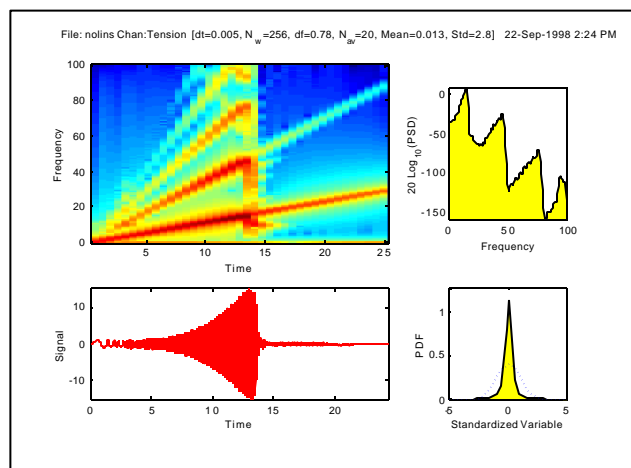 File: nolins Chan:Tension [dt=0.005, N_w=256, df=0.78, N_av=20, Mean=0.013, Std=2.8] 22-Sep-1998 2:24 PM
100
80
60
40
20
0
Frequency
5 10 15 20 25
Time
0
-50
-100
-150
20 Log_10(PSD)
0 50 100
Frequency
10
0
-10
Signal
0 5 10 15 20
Time
1
0.5
0
PDF
-5 0 5
Standardized Variable